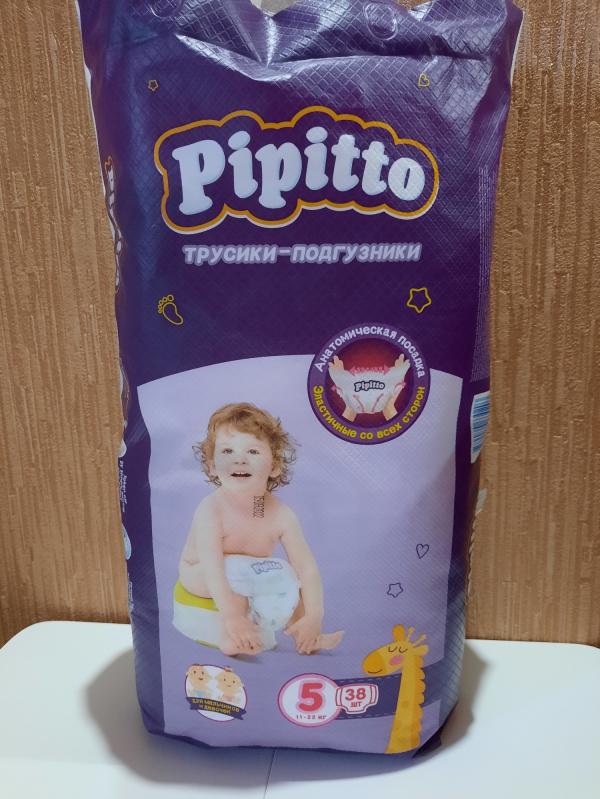 Pipitto
трусики-подгузники
Анатомическая посадка
Pipitto
Эластичные со всех сторон
Pipitto
для мальчиков
и девочек
5
11-22 кг
38
шт